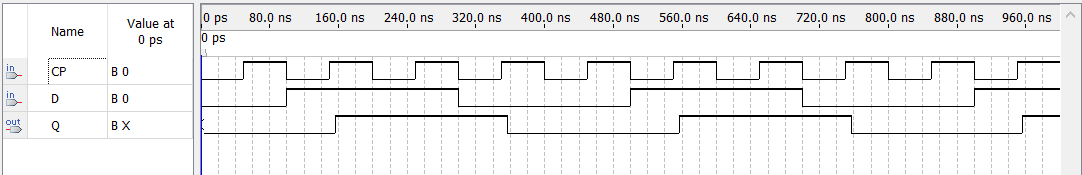 Name Value at 0 ps
0 ps 80.0 ns 160.0 ns 240.0 ns 320.0 ns 400.0 ns 480.0 ns 560.0 ns 640.0 ns 720.0 ns 800.0 ns 880.0 ns 960.0 ns
0 ps
in CP B 0
in D B 0
out Q B X